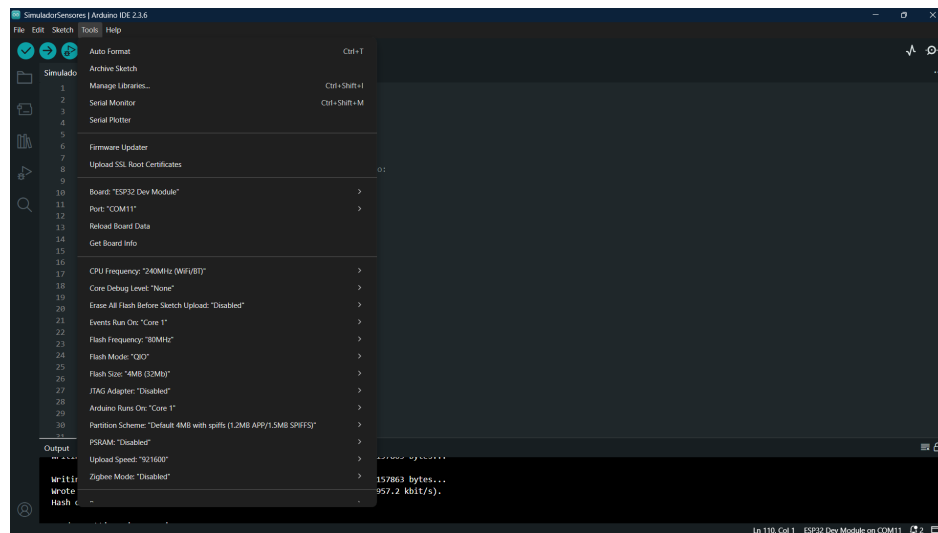 SimuladorSensores | Arduino IDE 2.3.6
File Edit Sketch Tools Help
Simulado
Auto Format Ctrl+T
Archive Sketch
Manage Libraries... Ctrl+Shift+I
Serial Monitor Ctrl+Shift+M
Serial Plotter
Firmware Updater
Upload SSL Root Certificates
Board: "ESP32 Dev Module"
Port: "COM11"
Reload Board Data
Get Board Info
CPU Frequency: "240MHz (WiFi/BT)"
Core Debug Level: "None"
Erase All Flash Before Sketch Upload: "Disabled"
Events Run On: "Core 1"
Flash Frequency: "80MHz"
Flash Mode: "QIO"
Flash Size: "4MB (32Mb)"
JTAG Adapter: "Disabled"
Arduino Runs On: "Core 1"
Partition Scheme: "Default 4MB with spiffs (1.2MB APP/1.5MB SPIFFS)"
PSRAM: "Disabled"
Upload Speed: "921600"
Zigbee Mode: "Disabled"
1
2
3
4
5
6
7
8 o:
9
10
11
12
13
14
15
16
17
18
19
20
21
22
23
24
25
26
27
28
29
30
Output
Writin 157863 bytes...
Wrote 957.2 kbit/s).
Hash
Ln 110, Col 1 ESP32 Dev Module on COM11 2